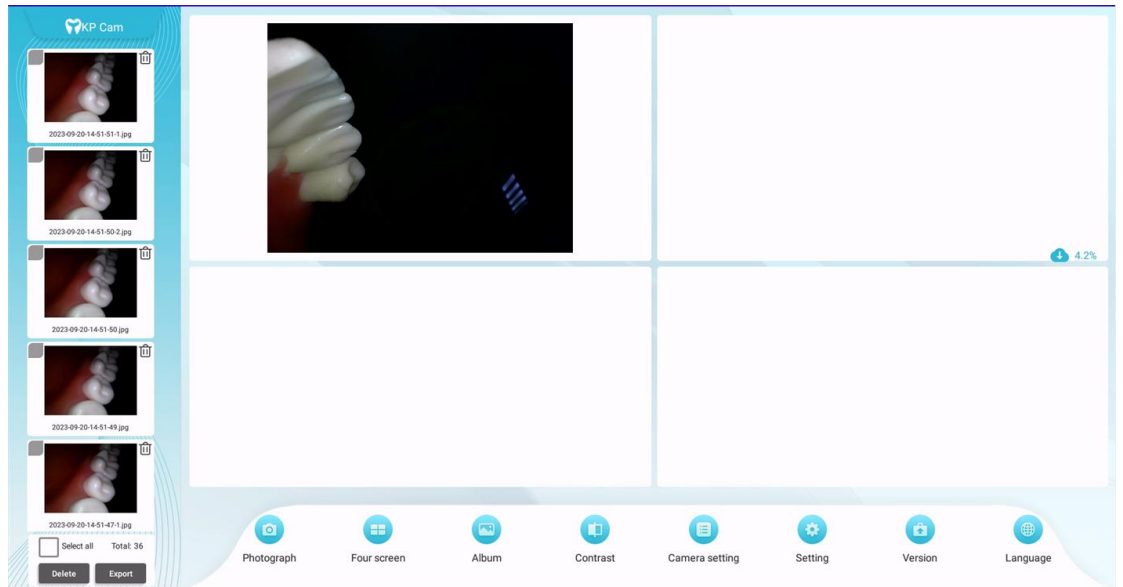 KP Cam
2023-09-20-14-51-51-1.jpg
2023-09-20-14-51-50-2.jpg
2023-09-20-14-51-50.jpg
2023-09-20-14-51-49.jpg
2023-09-20-14-51-47-1.jpg
Select all Total: 36
Delete Export
4.2%
Photograph Four screen Album Contrast Camera setting Setting Version Language